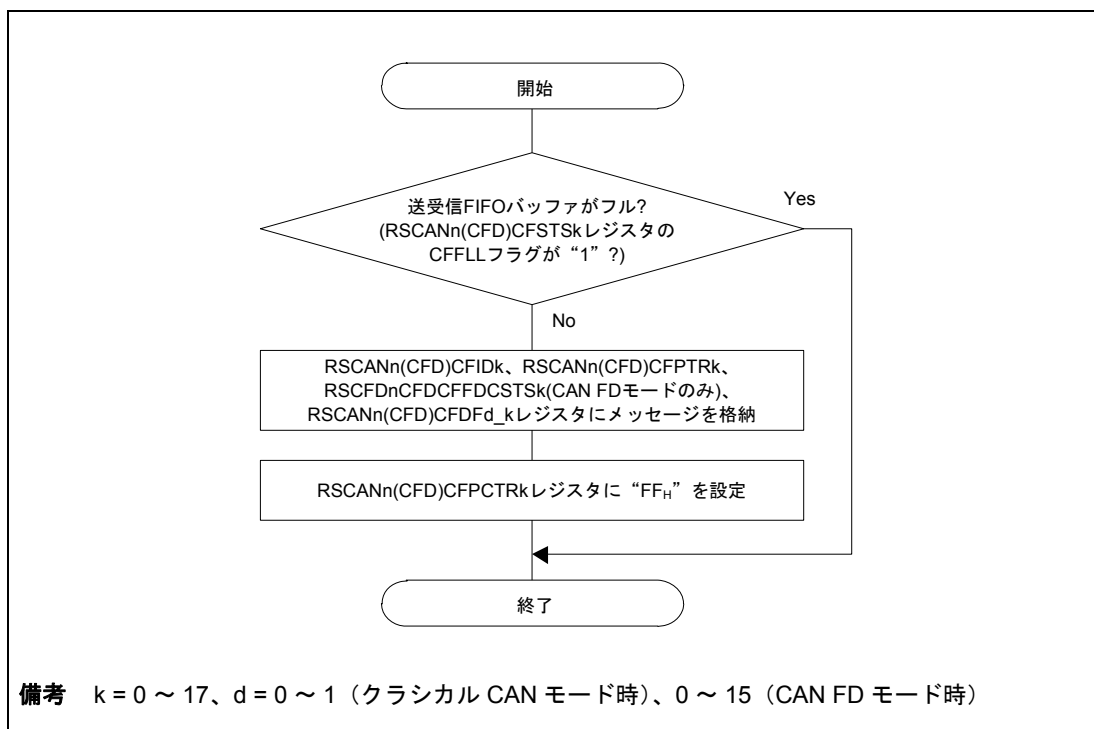 開始
送受信FIFOバッファがフル?
(RSCANn(CFD)CFSTSkレジスタの
CFFLLフラグが“1”?)
Yes
No
RSCANn(CFD)CFIDk、RSCANn(CFD)CFPTRk、
RSCFDnCFDCFFDCSTSk(CAN FDモードのみ)、
RSCANn(CFD)CFDFd_kレジスタにメッセージを格納
RSCANn(CFD)CFPCTRkレジスタに“FFH”を設定
終了
備考 k = 0 ~ 17、d = 0 ~ 1（クラシカル CAN モード時）、0 ~ 15（CAN FD モード時）